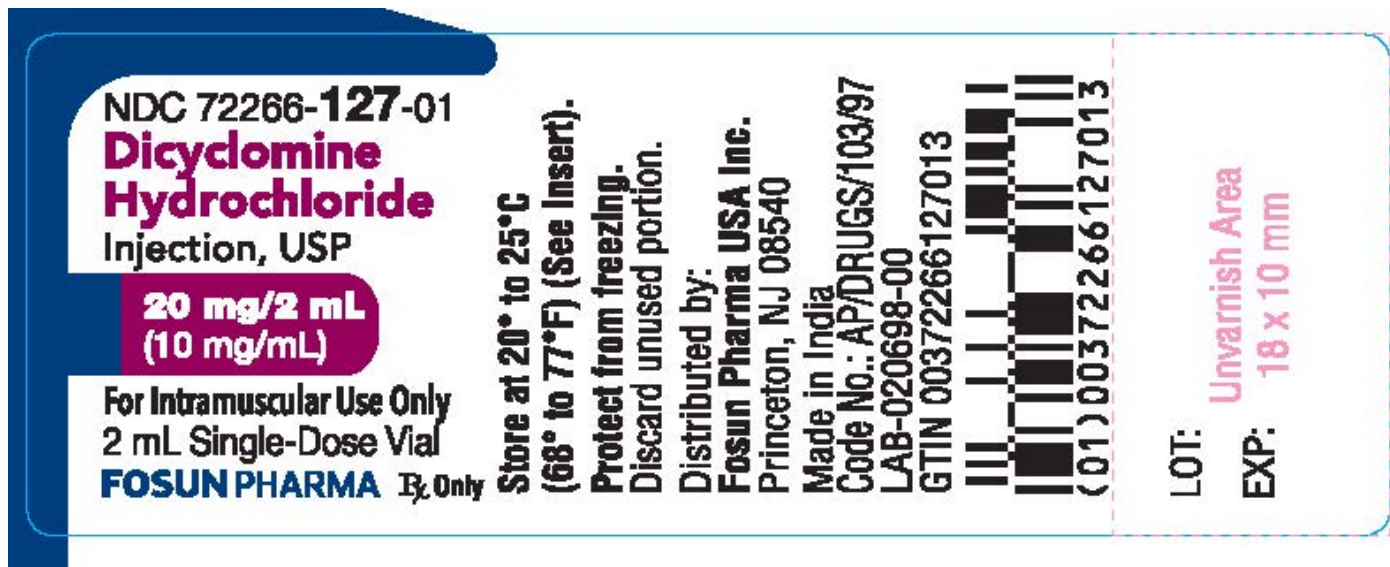 NDC 72266-127-01
Dicyclomine
Hydrochloride
Injection, USP
20 mg/2 mL
(10 mg/mL)
For Intramuscular Use Only
2 mL Single-Dose Vial
FOSUN PHARMA Rx Only
Store at 20° to 25°C
(68° to 77°F) (See Insert).
Protect from freezing.
Discard unused portion.
Distributed by:
Fosun Pharma USA Inc.
Princeton, NJ 08540
Made in India
Code No.: AP/DRUGS/103/97
LAB-020698-00
GTIN 00372266127013
(01)00372266127013
LOT:
EXP:
Unvarnish Area
18 x 10 mm